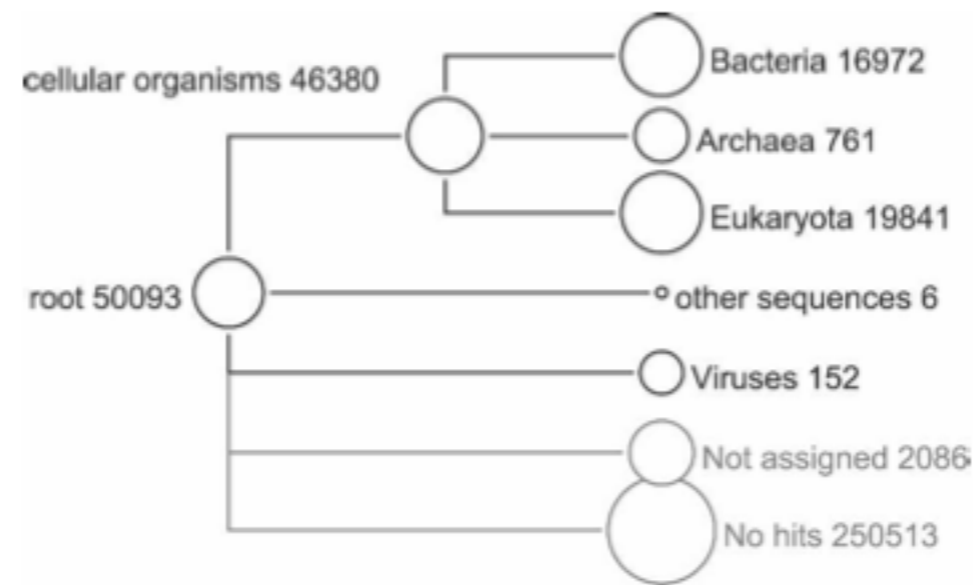 Bacteria 16972
cellular organisms 46380
Archaea 761
Eukaryota 19841
root 50093
other sequences 6
Viruses 152
Not assigned 2086
No hits 250513